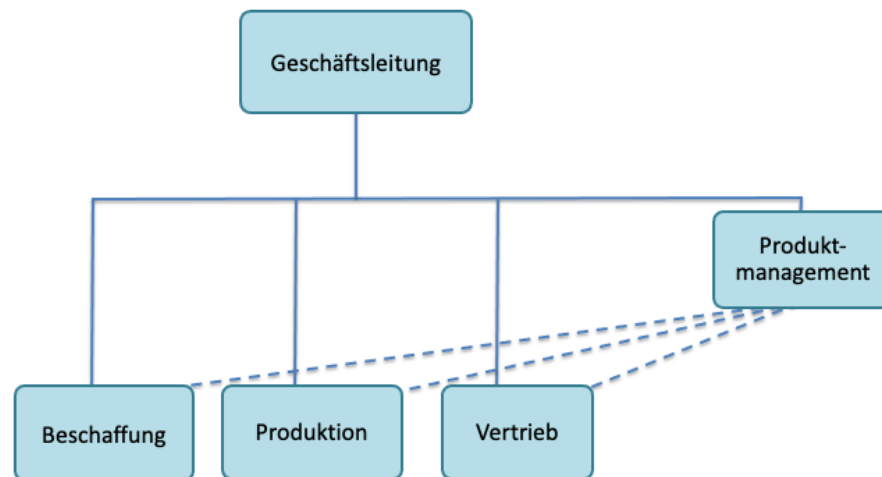 Geschäftsleitung
Produkt-
management
Beschaffung
Produktion
Vertrieb